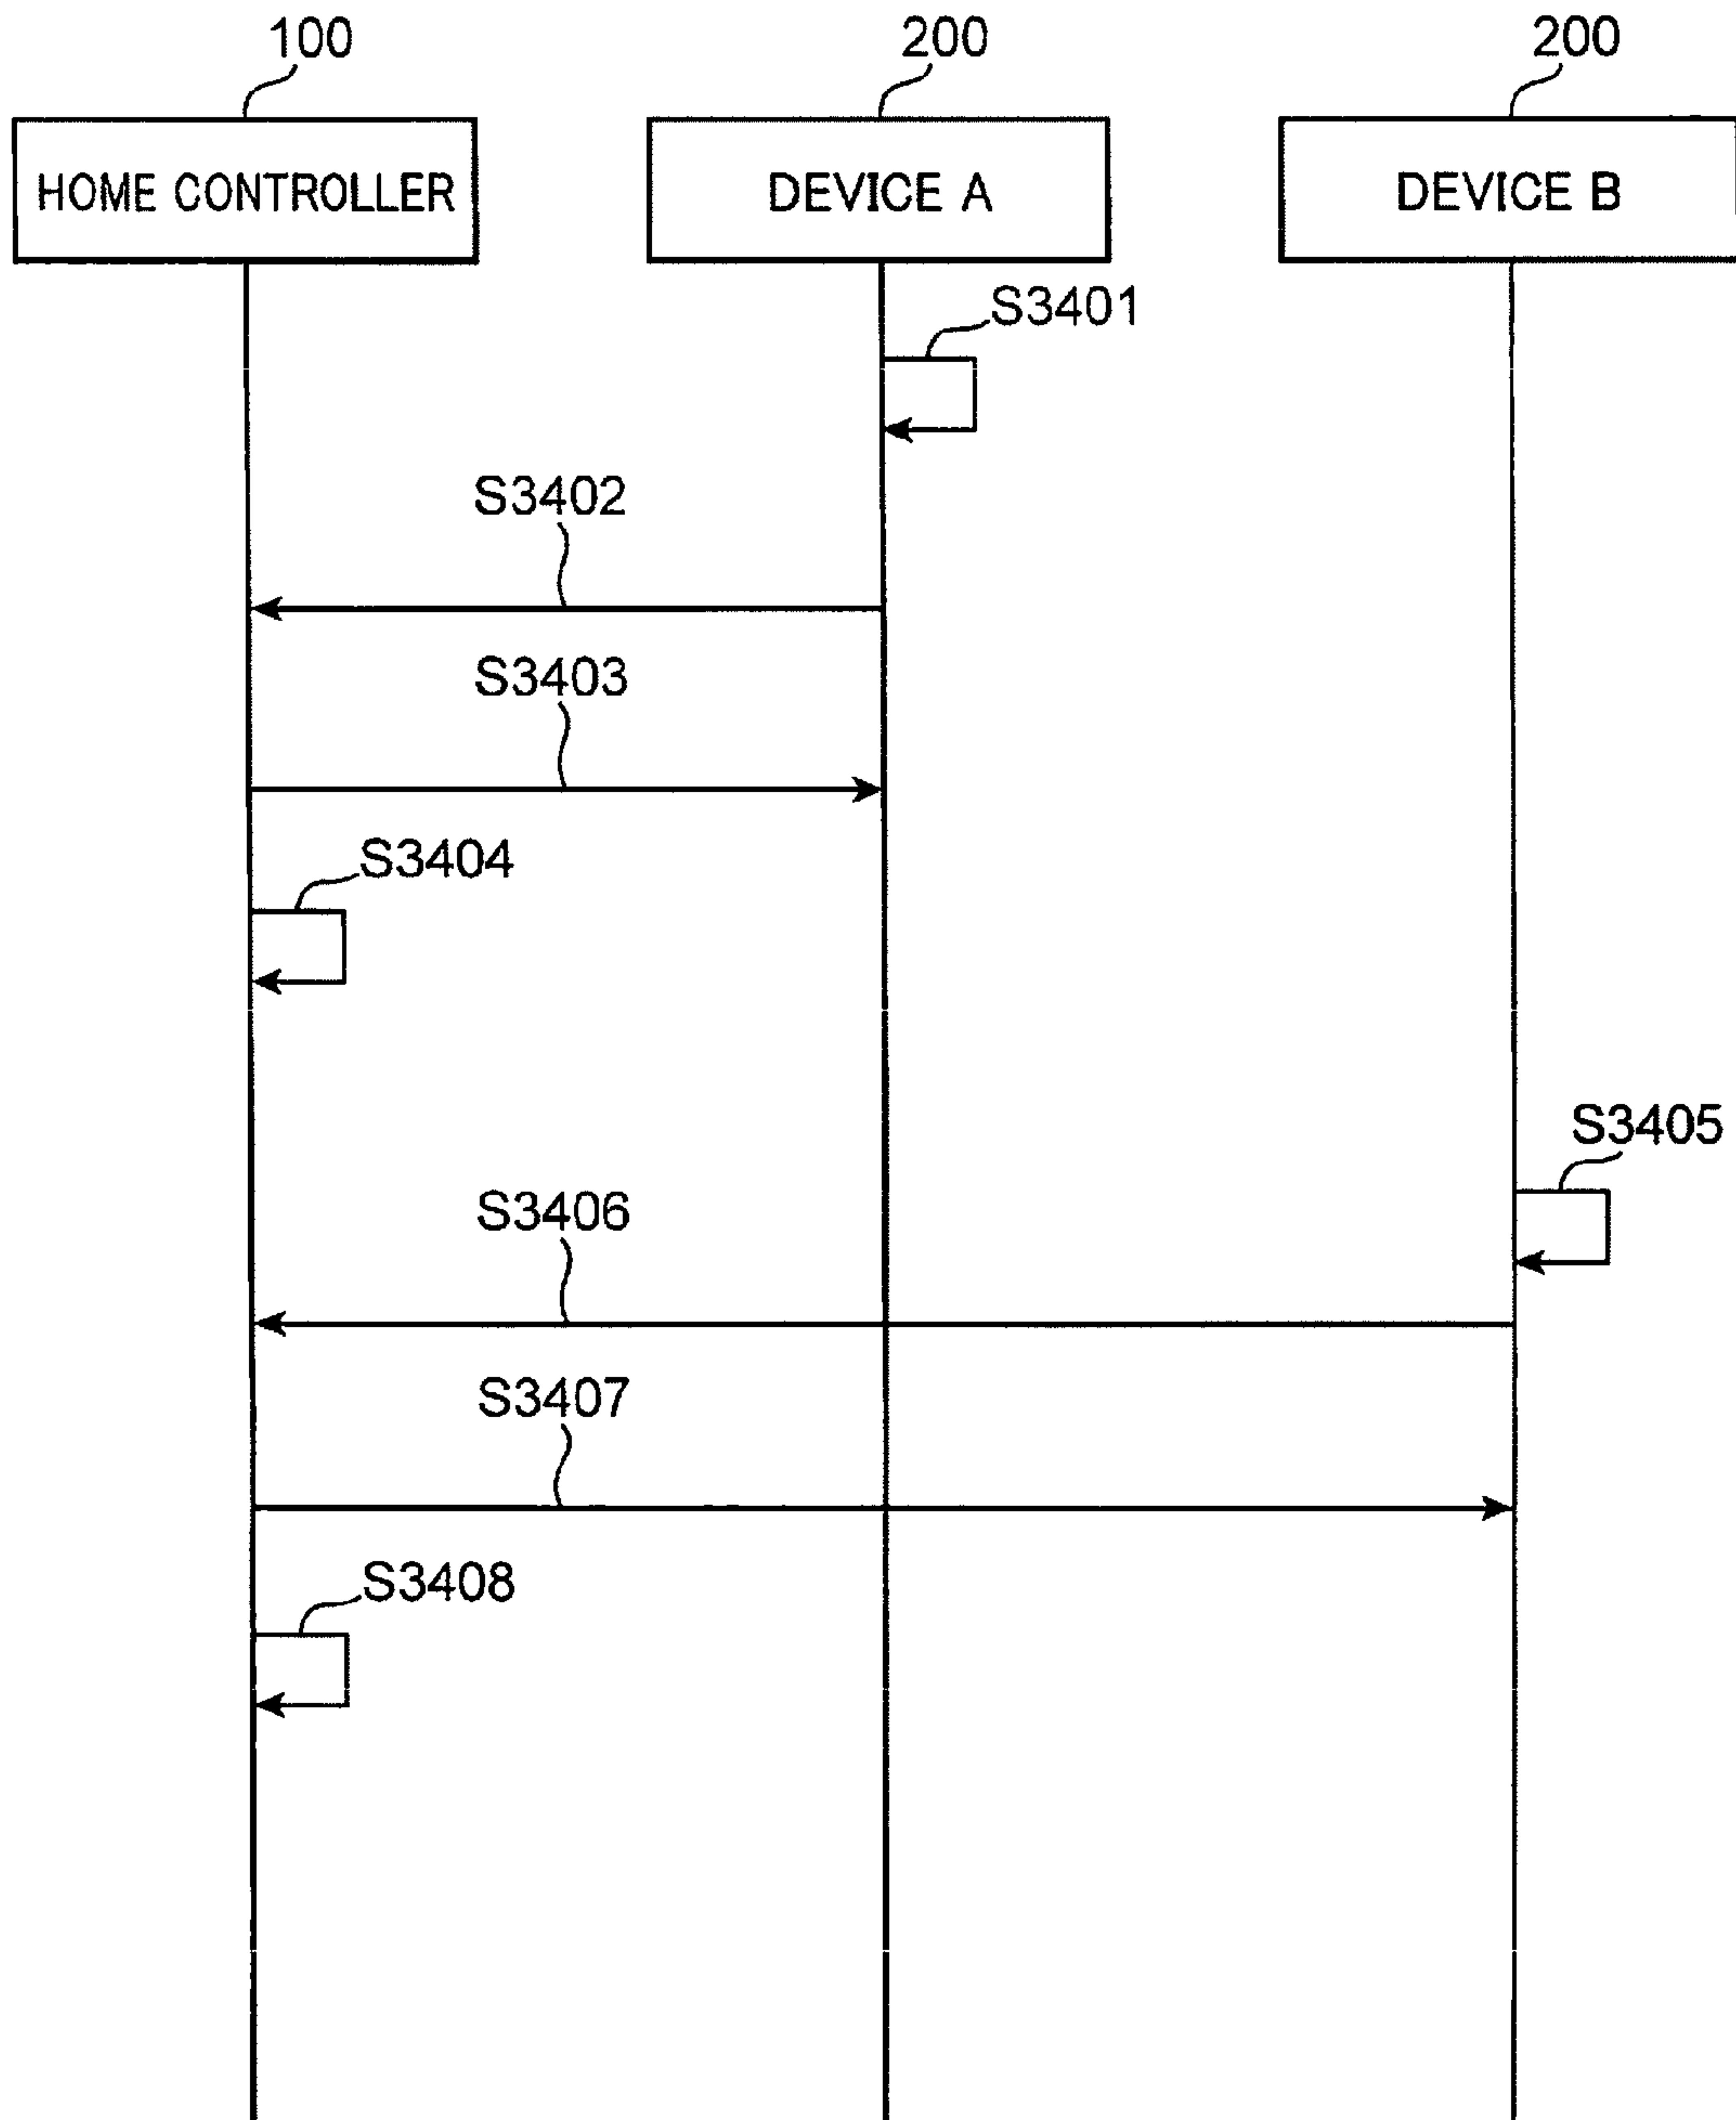 100
200
200
HOME CONTROLLER
DEVICE A
DEVICE B
S3401
S3402
S3403
S3404
S3405
S3406
S3407
S3408